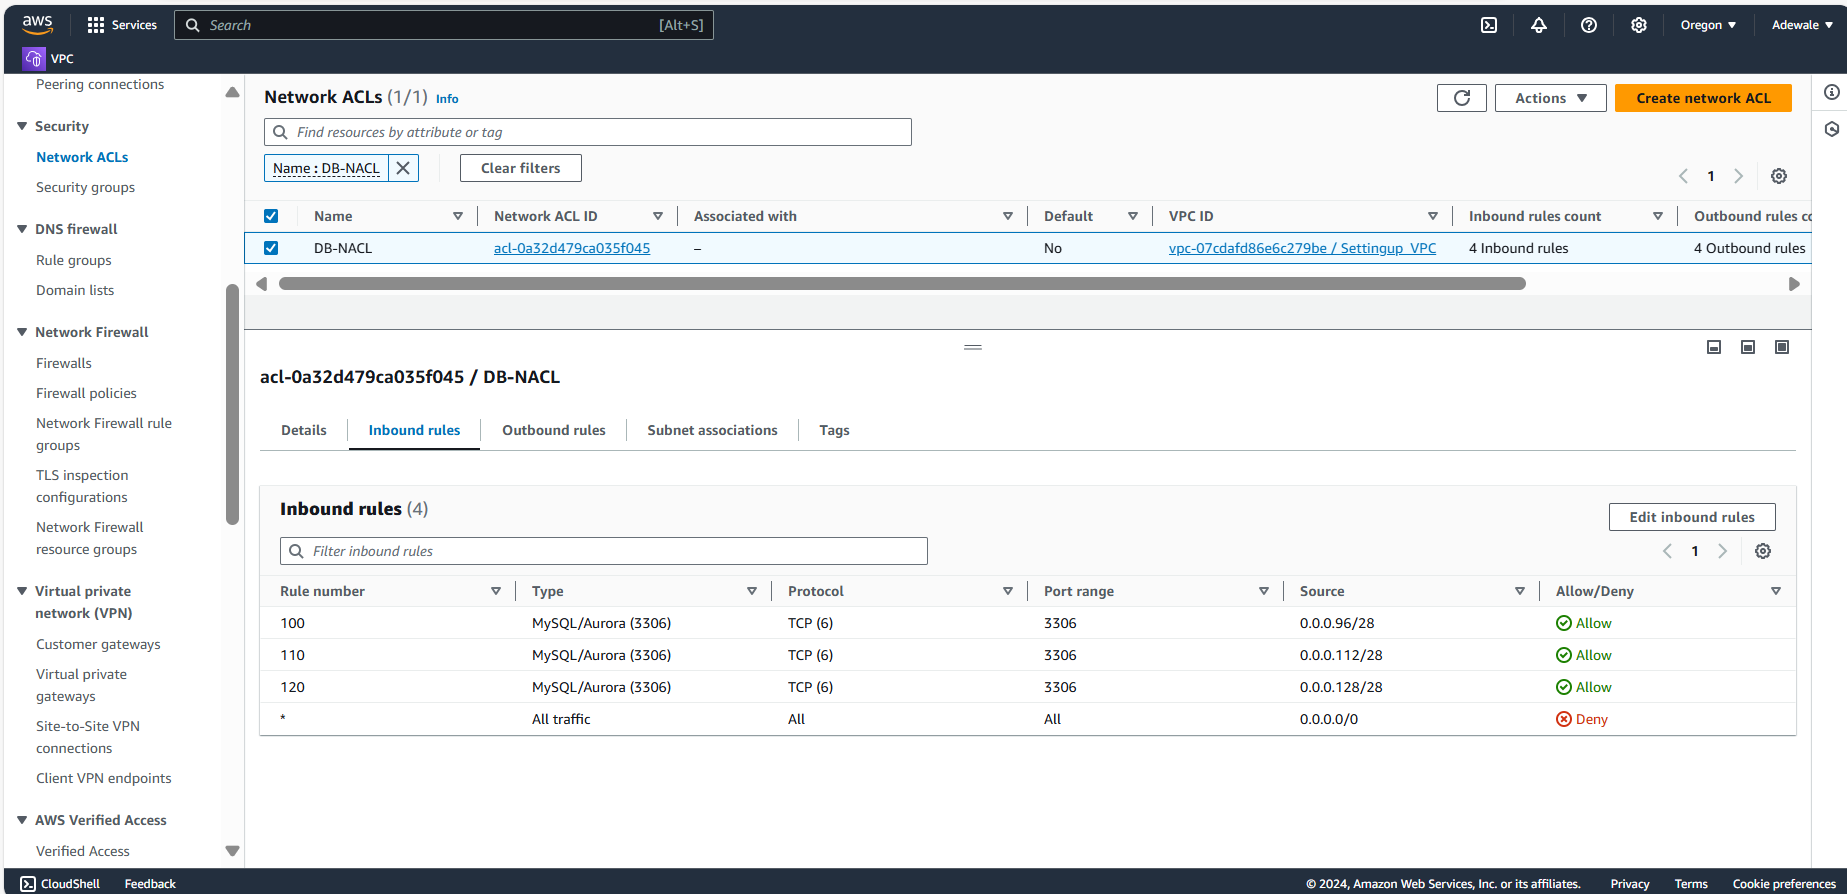 aws
Services
Search
[Alt+S]
Oregon
Adewale
VPC
Peering connections
Security
Network ACLs
Security groups
DNS firewall
Rule groups
Domain lists
Network Firewall
Firewalls
Firewall policies
Network Firewall rule
groups
TLS inspection
configurations
Network Firewall
resource groups
Virtual private
network (VPN)
Customer gateways
Virtual private
gateways
Site-to-Site VPN
connections
Client VPN endpoints
AWS Verified Access
Verified Access
Network ACLs (1/1) Info
Actions
Create network ACL
Find resources by attribute or tag
Name : DB-NACL
Clear filters
1
Name Network ACL ID Associated with Default VPC ID Inbound rules count Outbound rules co
DB-NACL acl-0a32d479ca035f045 – No vpc-07cdafd86e6c279be / Settingup_VPC 4 Inbound rules 4 Outbound rules
acl-0a32d479ca035f045 / DB-NACL
Details Inbound rules Outbound rules Subnet associations Tags
Inbound rules (4)
Edit inbound rules
Filter inbound rules
1
Rule number Type Protocol Port range Source Allow/Deny
100 MySQL/Aurora (3306) TCP (6) 3306 0.0.0.96/28 Allow
110 MySQL/Aurora (3306) TCP (6) 3306 0.0.0.112/28 Allow
120 MySQL/Aurora (3306) TCP (6) 3306 0.0.0.128/28 Allow
* All traffic All All 0.0.0.0/0 Deny
CloudShell Feedback © 2024, Amazon Web Services, Inc. or its affiliates. Privacy Terms Cookie preferences